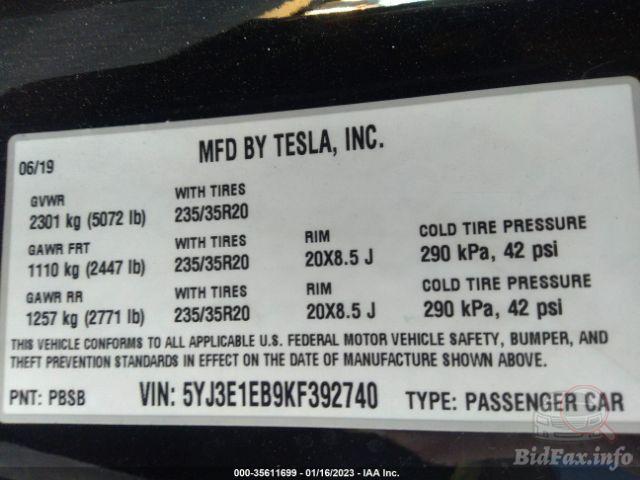 MFD BY TESLA, INC.
06/19
GVWR WITH TIRES
2301 kg (5072 lb) 235/35R20
GAWR FRT WITH TIRES RIM COLD TIRE PRESSURE
1110 kg (2447 lb) 235/35R20 20X8.5 J 290 kPa, 42 psi
GAWR RR WITH TIRES RIM COLD TIRE PRESSURE
1257 kg (2771 lb) 235/35R20 20X8.5 J 290 kPa, 42 psi
THIS VEHICLE CONFORMS TO ALL APPLICABLE U.S. FEDERAL MOTOR VEHICLE SAFETY, BUMPER, AND
THEFT PREVENTION STANDARDS IN EFFECT ON THE DATE OF MANUFACTURE SHOWN ABOVE.
PNT: PBSB VIN: 5YJ3E1EB9KF392740 TYPE: PASSENGER CAR
BidFax.info
000-35611699 - 01/16/2023 - IAA Inc.